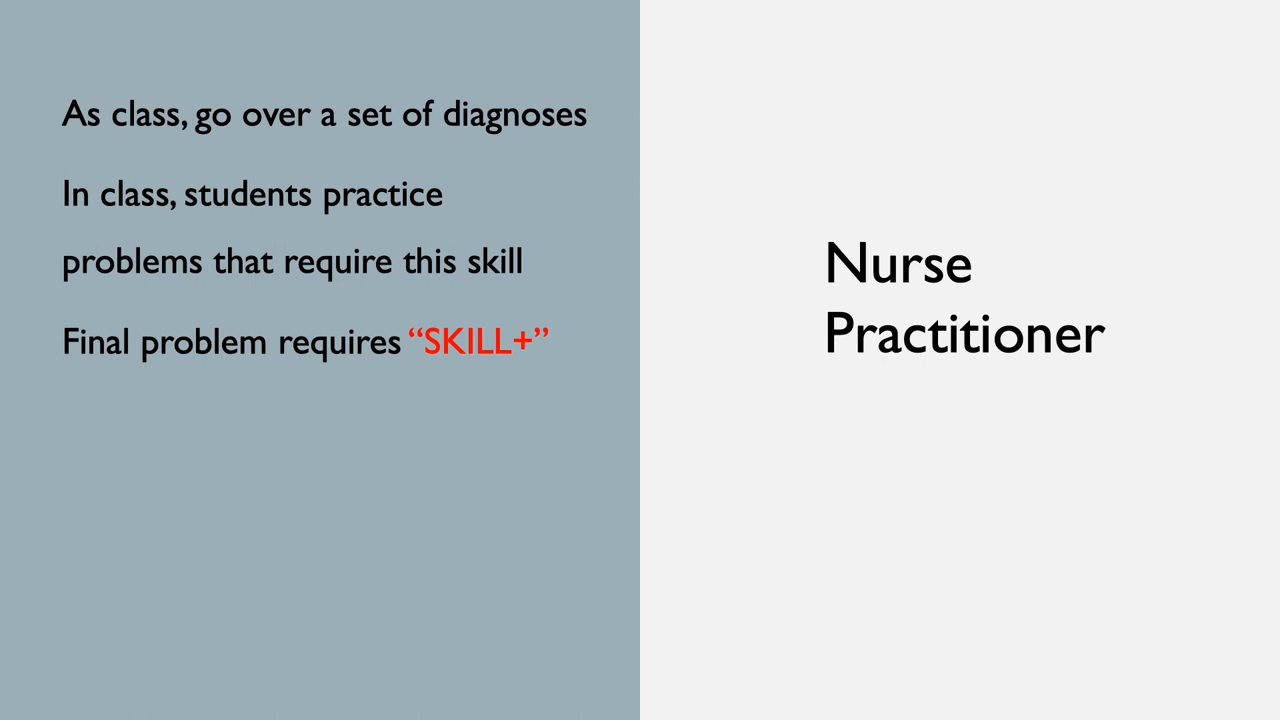 As class, go over a set of diagnoses
In class, students practice
problems that require this skill
Final problem requires “SKILL+”
Nurse
Practitioner